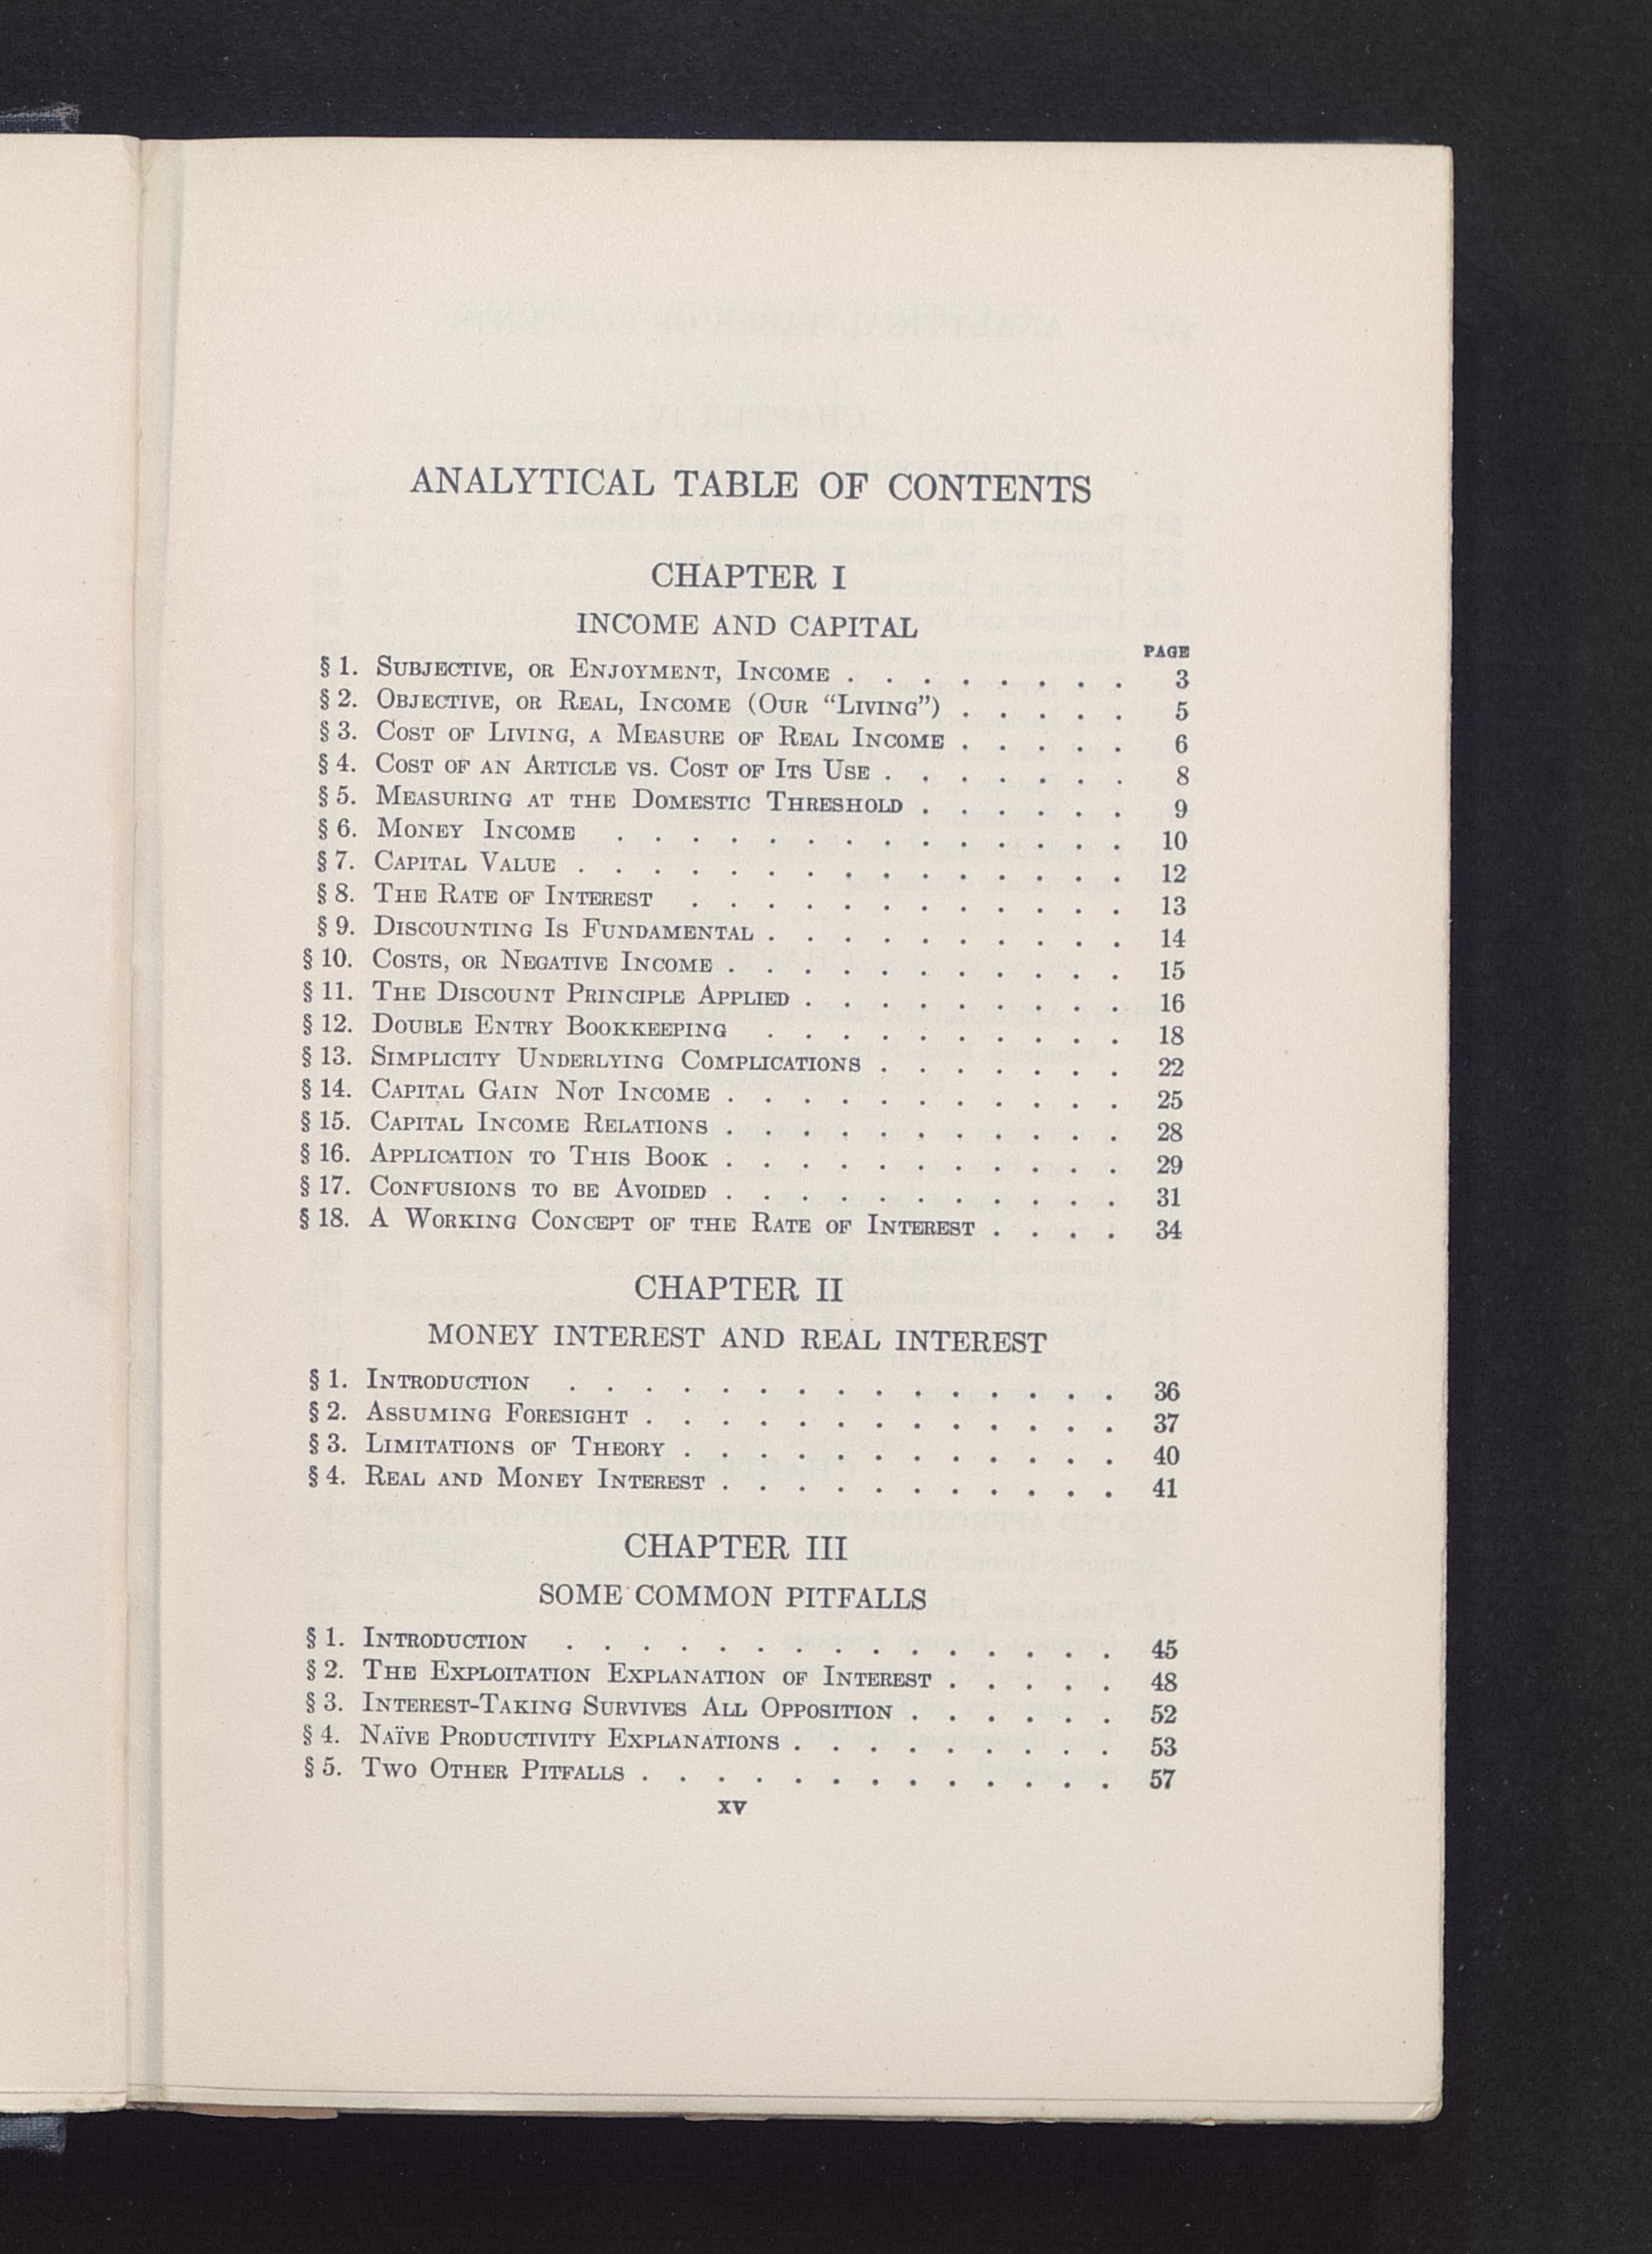 ANALYTICAL TABLE OF CONTENTS
CHAPTER I
INCOME AND CAPITAL
PAGE
§ 1. Subjective, or Enjoyment, Income . . . . . . . . 3
§ 2. Objective, or Real, Income (Our “Living”) . . . . . 5
§ 3. Cost of Living, a Measure of Real Income . . . . . 6
§ 4. Cost of an Article vs. Cost of Its Use . . . . . . . 8
§ 5. Measuring at the Domestic Threshold . . . . . . 9
§ 6. Money Income . . . . . . . . . . . . . . 10
§ 7. Capital Value . . . . . . . . . . . . . . . 12
§ 8. The Rate of Interest . . . . . . . . . . . . 13
§ 9. Discounting Is Fundamental . . . . . . . . . . 14
§ 10. Costs, or Negative Income . . . . . . . . . . . 15
§ 11. The Discount Principle Applied . . . . . . . . . 16
§ 12. Double Entry Bookkeeping . . . . . . . . . . 18
§ 13. Simplicity Underlying Complications . . . . . . . 22
§ 14. Capital Gain Not Income . . . . . . . . . . . 25
§ 15. Capital Income Relations . . . . . . . . . . . 28
§ 16. Application to This Book . . . . . . . . . . . 29
§ 17. Confusions to be Avoided . . . . . . . . . . . 31
§ 18. A Working Concept of the Rate of Interest . . . . 34
CHAPTER II
MONEY INTEREST AND REAL INTEREST
§ 1. Introduction . . . . . . . . . . . . . . . 36
§ 2. Assuming Foresight . . . . . . . . . . . . . 37
§ 3. Limitations of Theory . . . . . . . . . . . . 40
§ 4. Real and Money Interest . . . . . . . . . . . 41
CHAPTER III
SOME COMMON PITFALLS
§ 1. Introduction . . . . . . . . . . . . . . . 45
§ 2. The Exploitation Explanation of Interest . . . . . 48
§ 3. Interest-Taking Survives All Opposition . . . . . . 52
§ 4. Naïve Productivity Explanations . . . . . . . . . 53
§ 5. Two Other Pitfalls . . . . . . . . . . . . . 57
xv